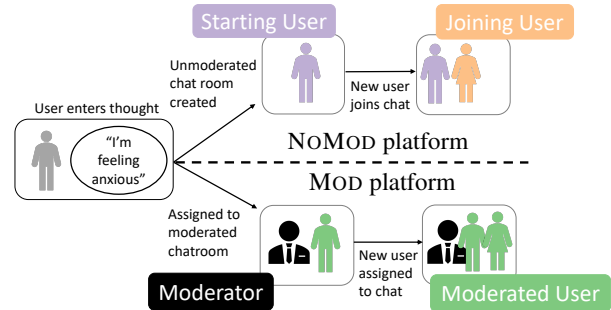 Starting User
Joining User
Unmoderated
chat room
created
New user
joins chat
User enters thought
"I'm
feeling
anxious"
NOMOD platform
MOD platform
Assigned to
moderated
chatroom
New user
assigned
to chat
Moderator
Moderated User